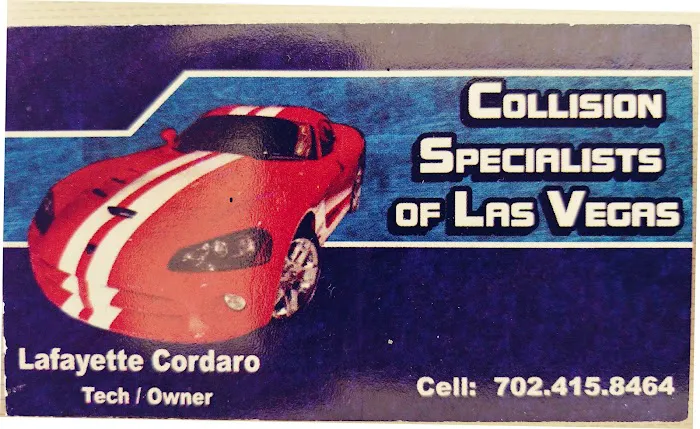 Collision
Specialists
of Las Vegas
Lafayette Cordaro
Tech / Owner
Cell: 702.415.8464